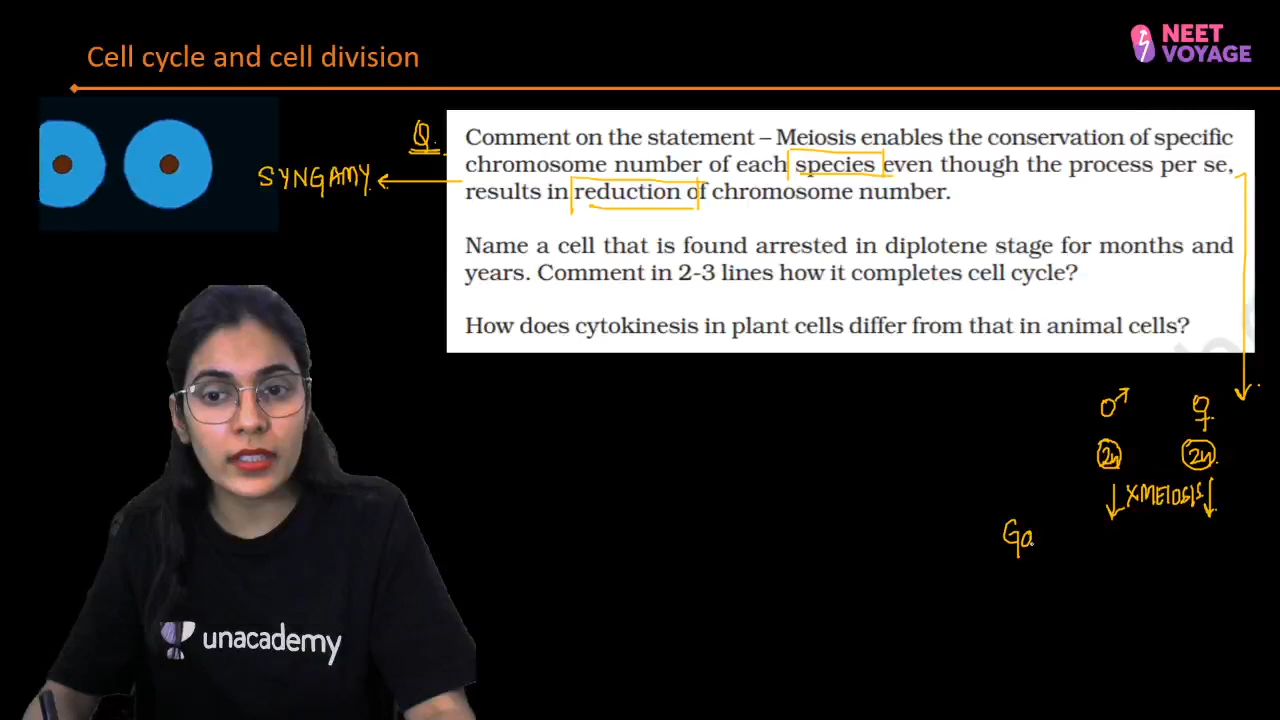 Cell cycle and cell division
NEET
VOYAGE
Q.
Comment on the statement – Meiosis enables the conservation of specific
chromosome number of each species even though the process per se,
results in reduction of chromosome number.
SYNGAMY
Name a cell that is found arrested in diplotene stage for months and
years. Comment in 2-3 lines how it completes cell cycle?
How does cytokinesis in plant cells differ from that in animal cells?
♂ ♀
2n 2n
XMEIOSIS
Ga
unacademy